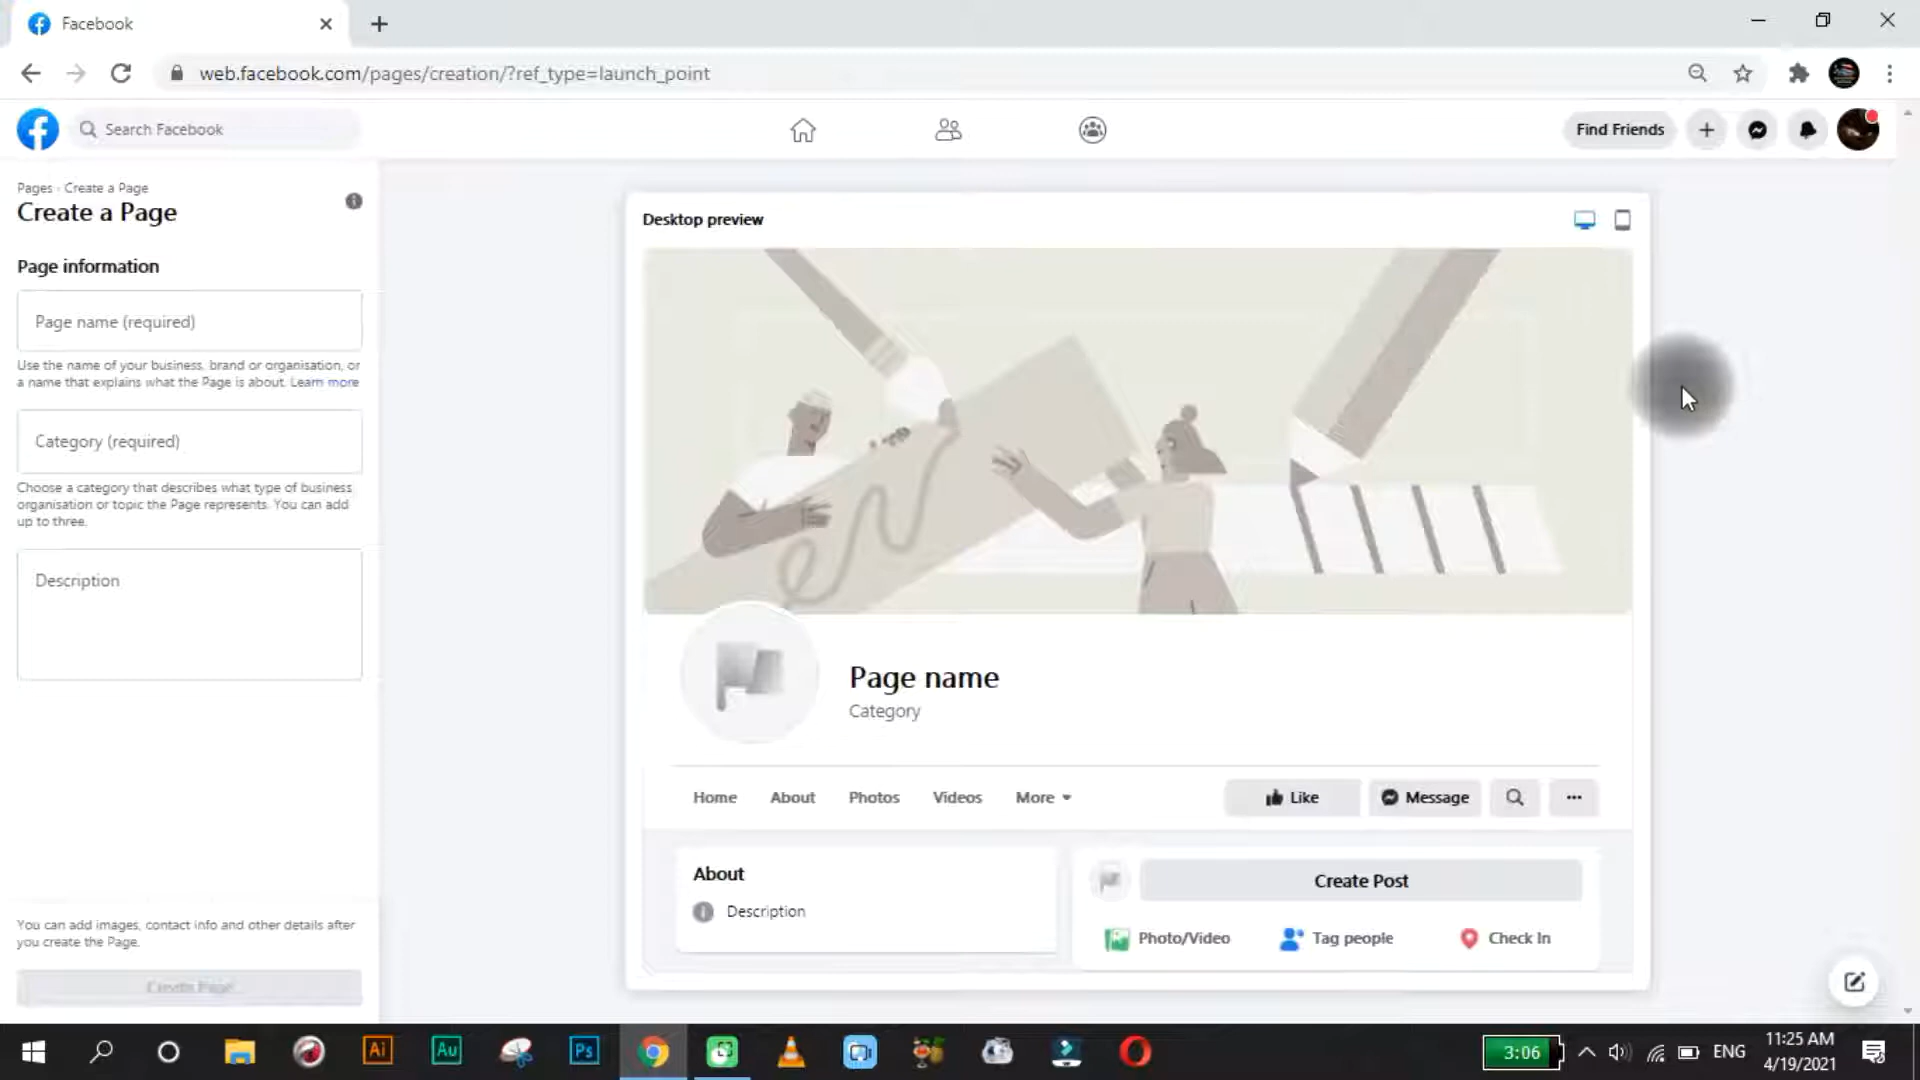 Facebook
web.facebook.com/pages/creation/?ref_type=launch_point
Search Facebook
Find Friends
Pages › Create a Page
Create a Page
Page information
Page name (required)
Use the name of your business, brand or organisation, or
a name that explains what the Page is about. Learn more
Category (required)
Choose a category that describes what type of business
organisation or topic the Page represents. You can add
up to three.
Description
You can add images, contact info and other details after
you create the Page.
Create Page
Desktop preview
Page name
Category
Home About Photos Videos More
Like Message
About
Description
Create Post
Photo/Video Tag people Check In
Ai Au Ps
3:06
ENG
11:25 AM
4/19/2021